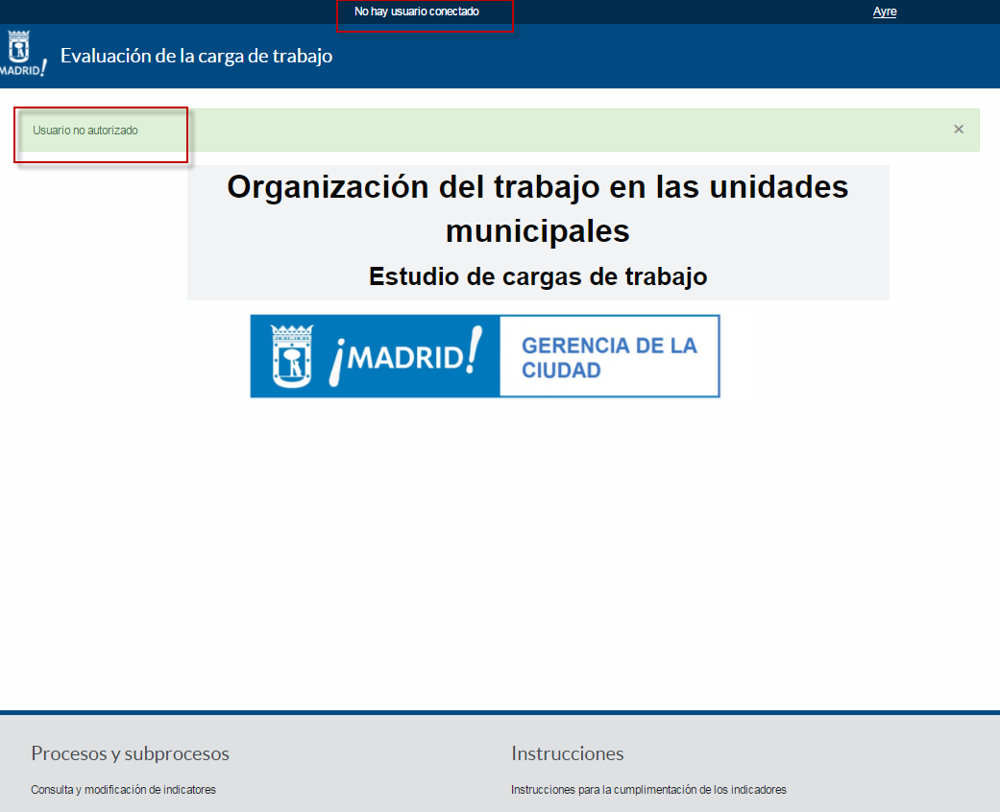 No hay usuario conectado
Ayre
¡MADRID!
Evaluación de la carga de trabajo
Usuario no autorizado
×
Organización del trabajo en las unidades
municipales
Estudio de cargas de trabajo
¡MADRID!
GERENCIA DE LA
CIUDAD
Procesos y subprocesos
Instrucciones
Consulta y modificación de indicatores
Instrucciones para la cumplimentación de los indicadores